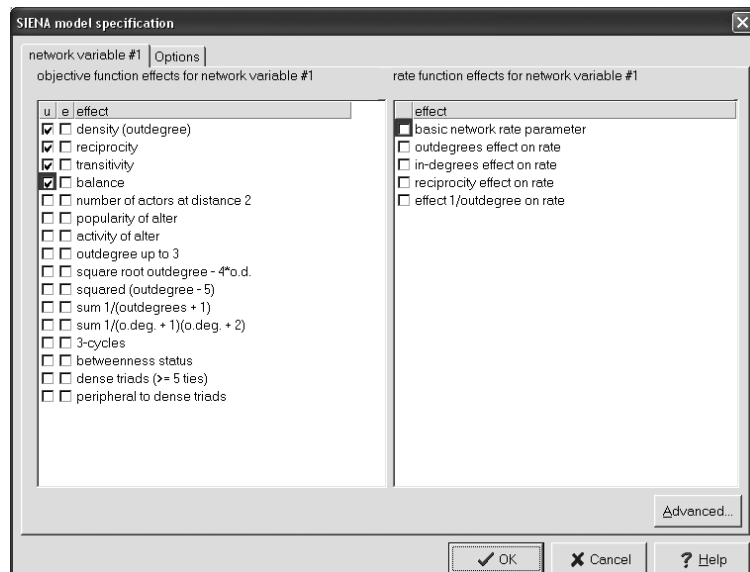 SIENA model specification
network variable #1 Options
objective function effects for network variable #1
u e effect
density (outdegree)
reciprocity
transitivity
balance
number of actors at distance 2
popularity of alter
activity of alter
outdegree up to 3
square root outdegree - 4*o.d.
squared (outdegree - 5)
sum 1/(outdegrees + 1)
sum 1/(o.deg. + 1)(o.deg. + 2)
3-cycles
betweenness status
dense triads (>= 5 ties)
peripheral to dense triads
rate function effects for network variable #1
effect
basic network rate parameter
outdegrees effect on rate
in-degrees effect on rate
reciprocity effect on rate
effect 1/outdegree on rate
Advanced...
OK Cancel ? Help